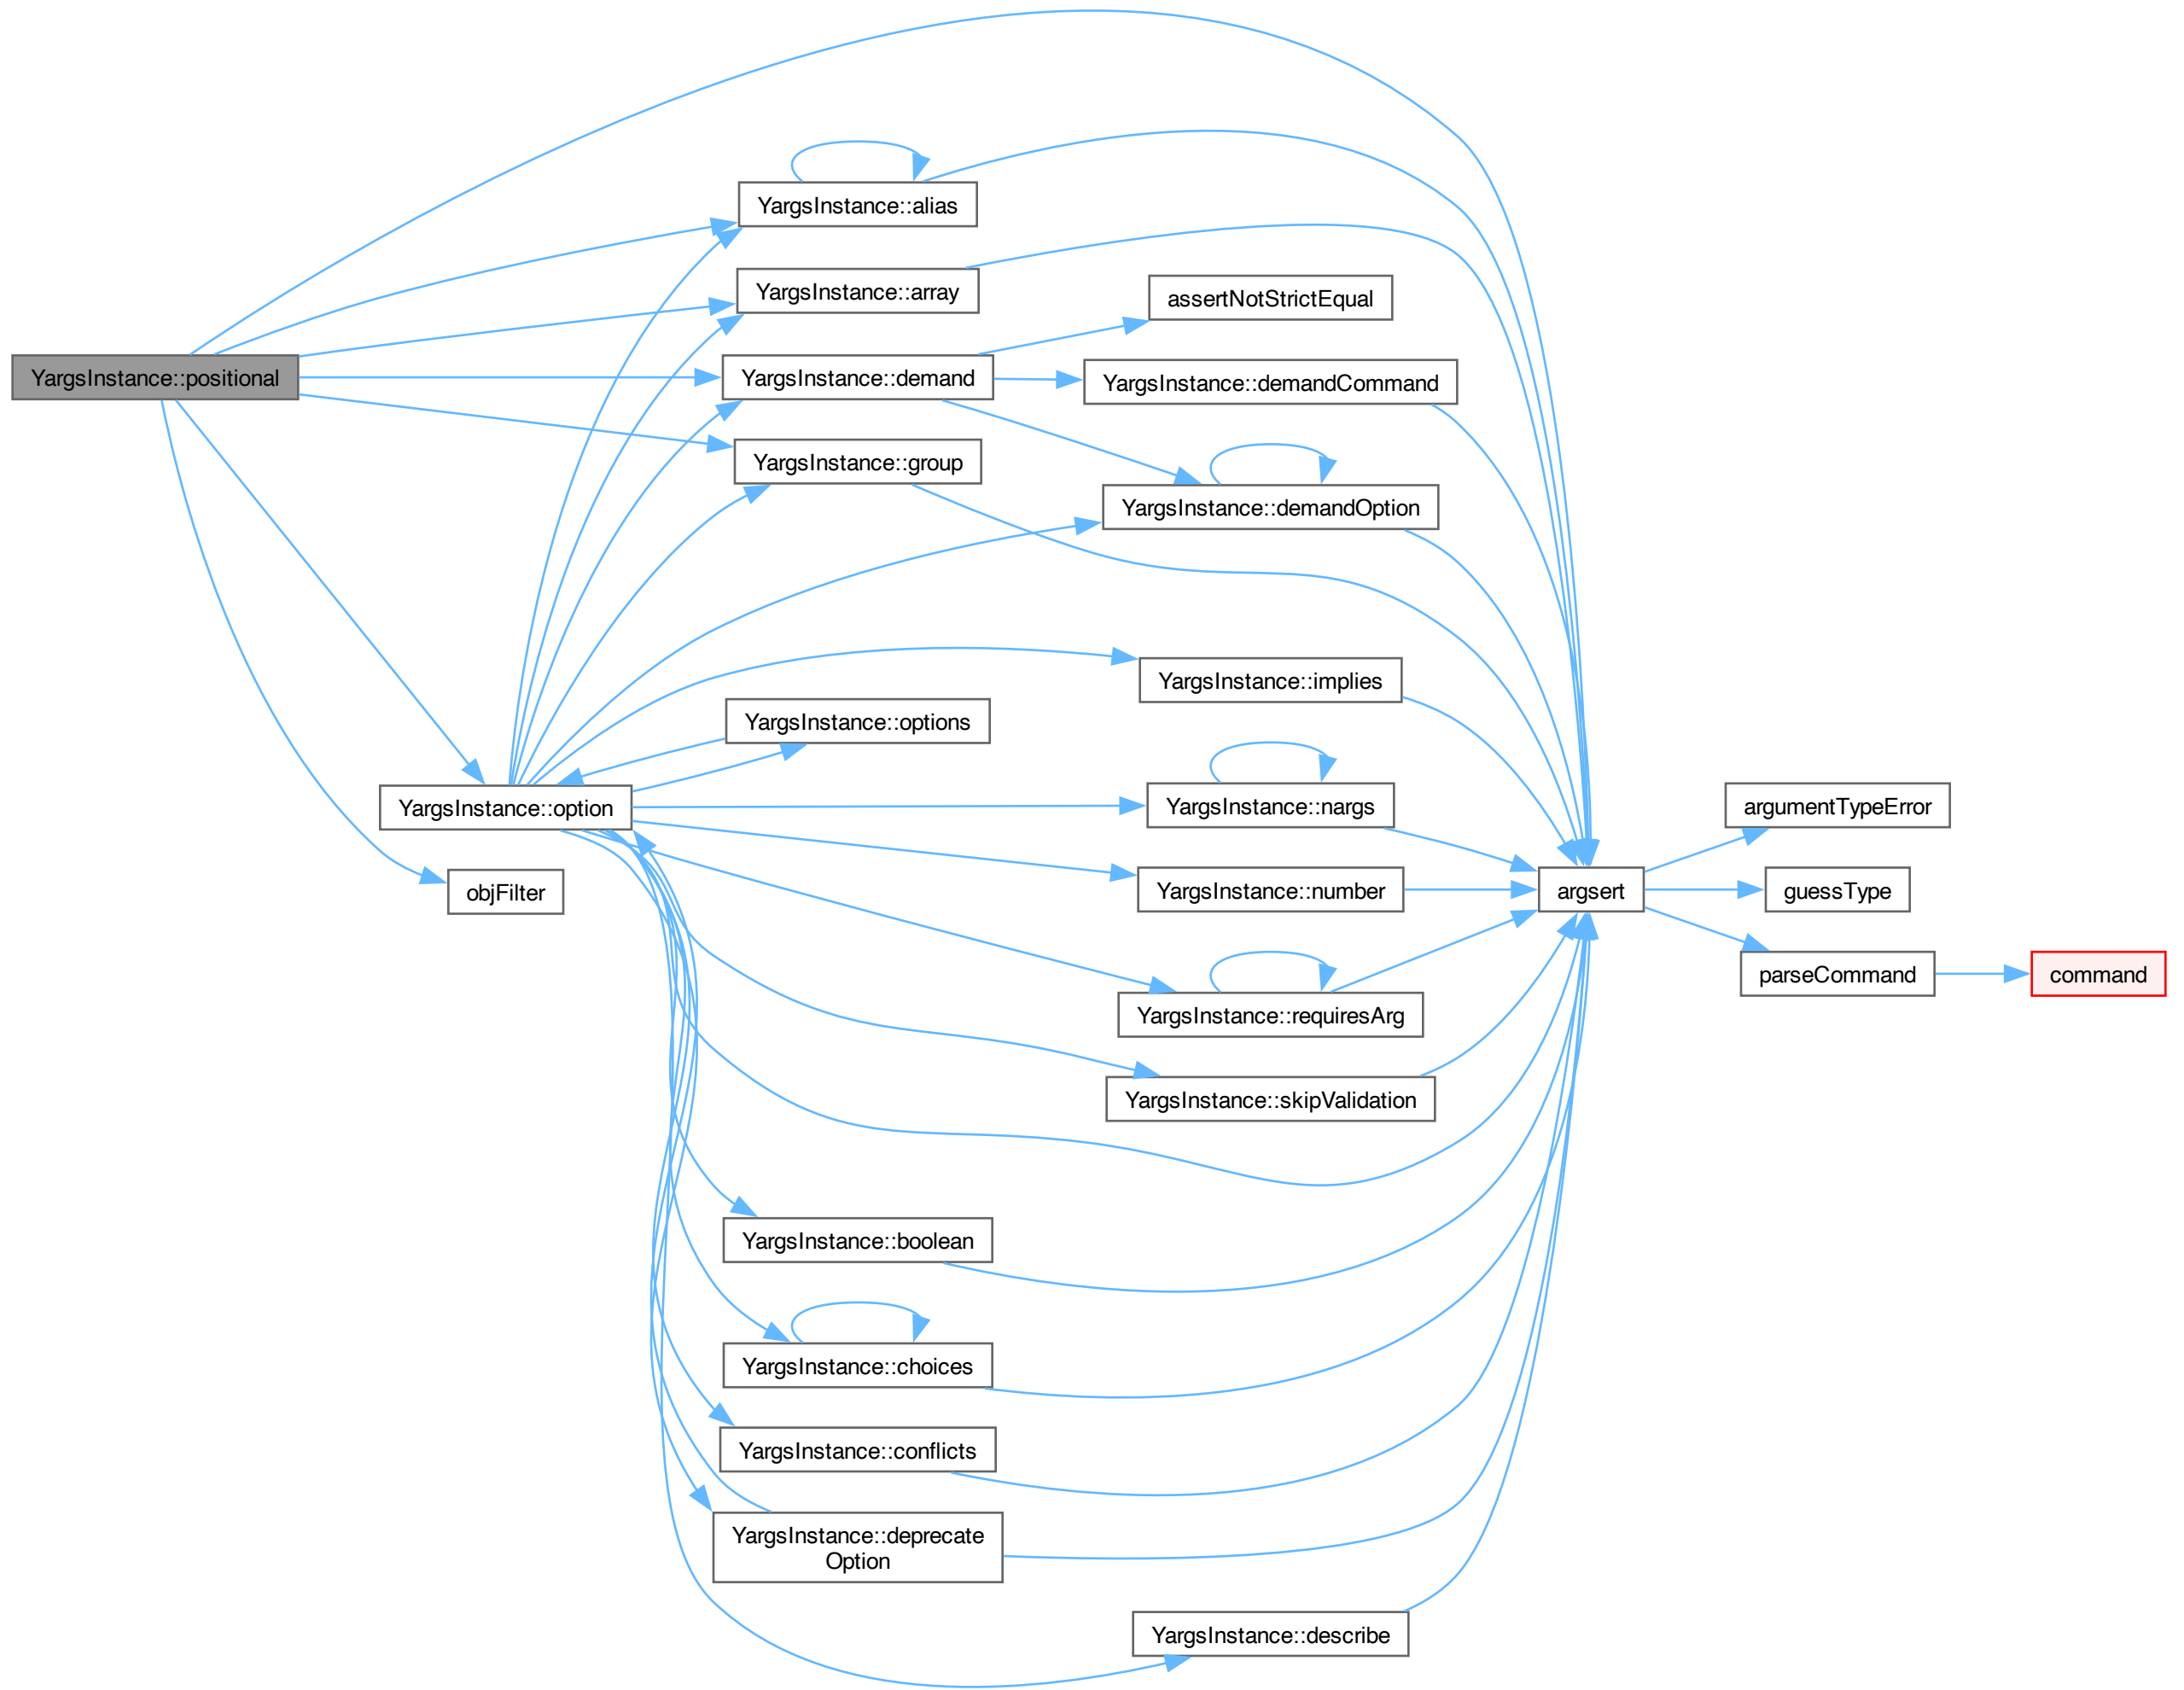 YargsInstance::alias
YargsInstance::array
assertNotStrictEqual
YargsInstance::positional
YargsInstance::demand
YargsInstance::demandCommand
YargsInstance::group
YargsInstance::demandOption
YargsInstance::implies
YargsInstance::options
YargsInstance::option
YargsInstance::nargs
argumentTypeError
objFilter
YargsInstance::number
argsert
guessType
parseCommand
command
YargsInstance::requiresArg
YargsInstance::skipValidation
YargsInstance::boolean
YargsInstance::choices
YargsInstance::conflicts
YargsInstance::deprecate
Option
YargsInstance::describe